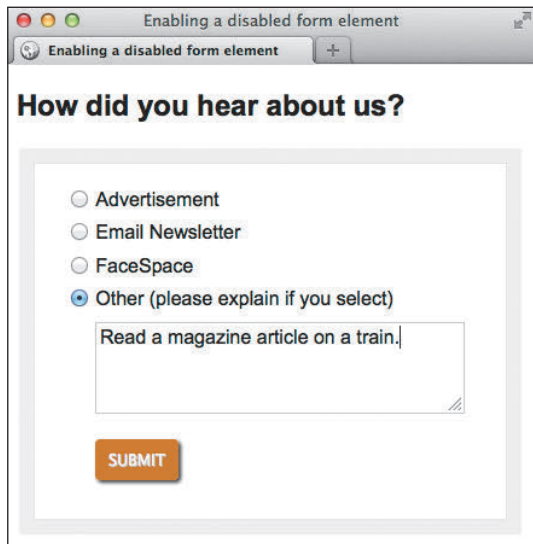 Enabling a disabled form element
Enabling a disabled form element
How did you hear about us?
Advertisement
Email Newsletter
FaceSpace
Other (please explain if you select)
Read a magazine article on a train.
SUBMIT